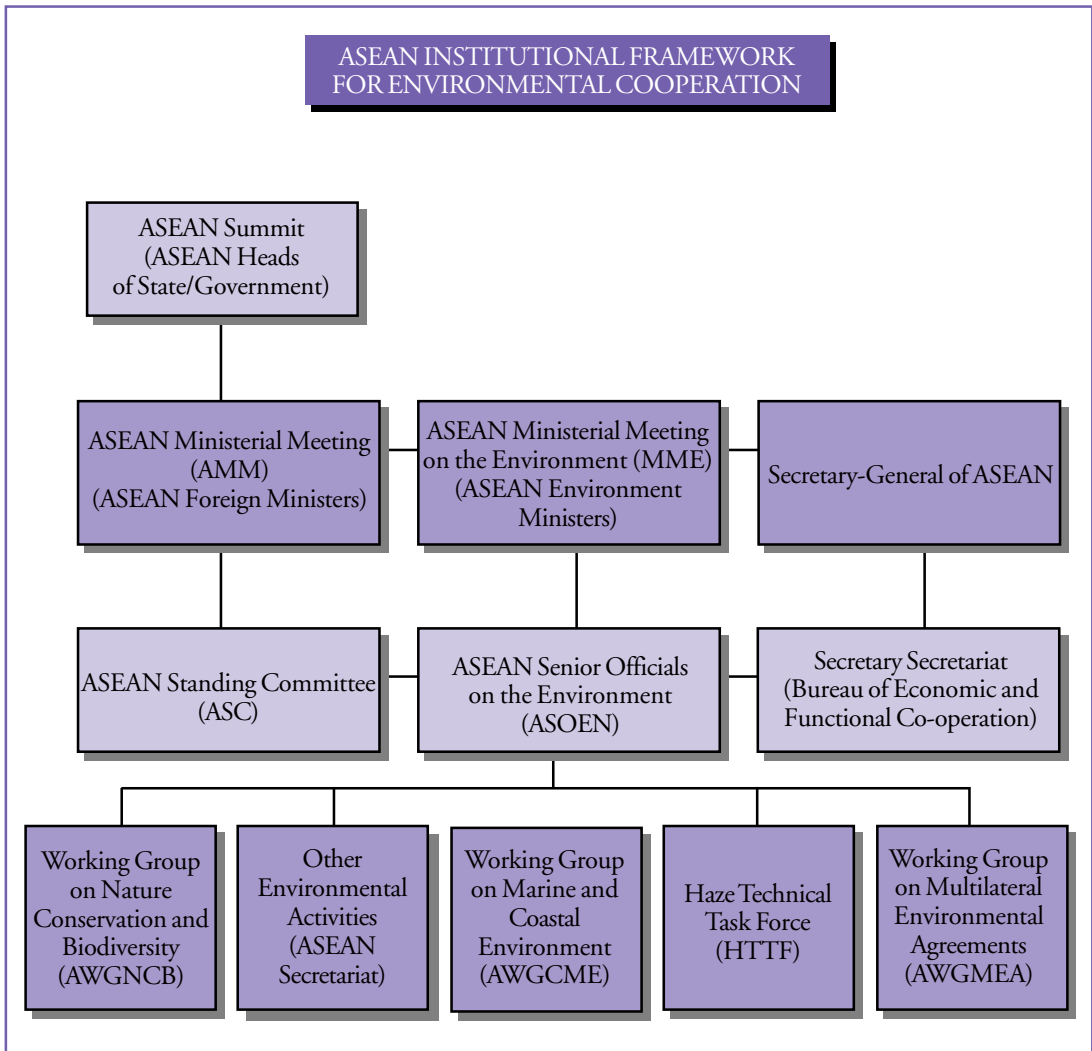 ASEAN INSTITUTIONAL FRAMEWORK
FOR ENVIRONMENTAL COOPERATION
ASEAN Summit
(ASEAN Heads
of State/Government)
ASEAN Ministerial Meeting
(AMM)
(ASEAN Foreign Ministers)
ASEAN Ministerial Meeting
on the Environment (MME)
(ASEAN Environment
Ministers)
Secretary-General of ASEAN
ASEAN Standing Committee
(ASC)
ASEAN Senior Officials
on the Environment
(ASOEN)
Secretary Secretariat
(Bureau of Economic and
Functional Co-operation)
Working Group
on Nature
Conservation and
Biodiversity
(AWGNCB)
Other
Environmental
Activities
(ASEAN
Secretariat)
Working Group
on Marine and
Coastal
Environment
(AWGCME)
Haze Technical
Task Force
(HTTF)
Working Group
on Multilateral
Environmental
Agreements
(AWGMEA)